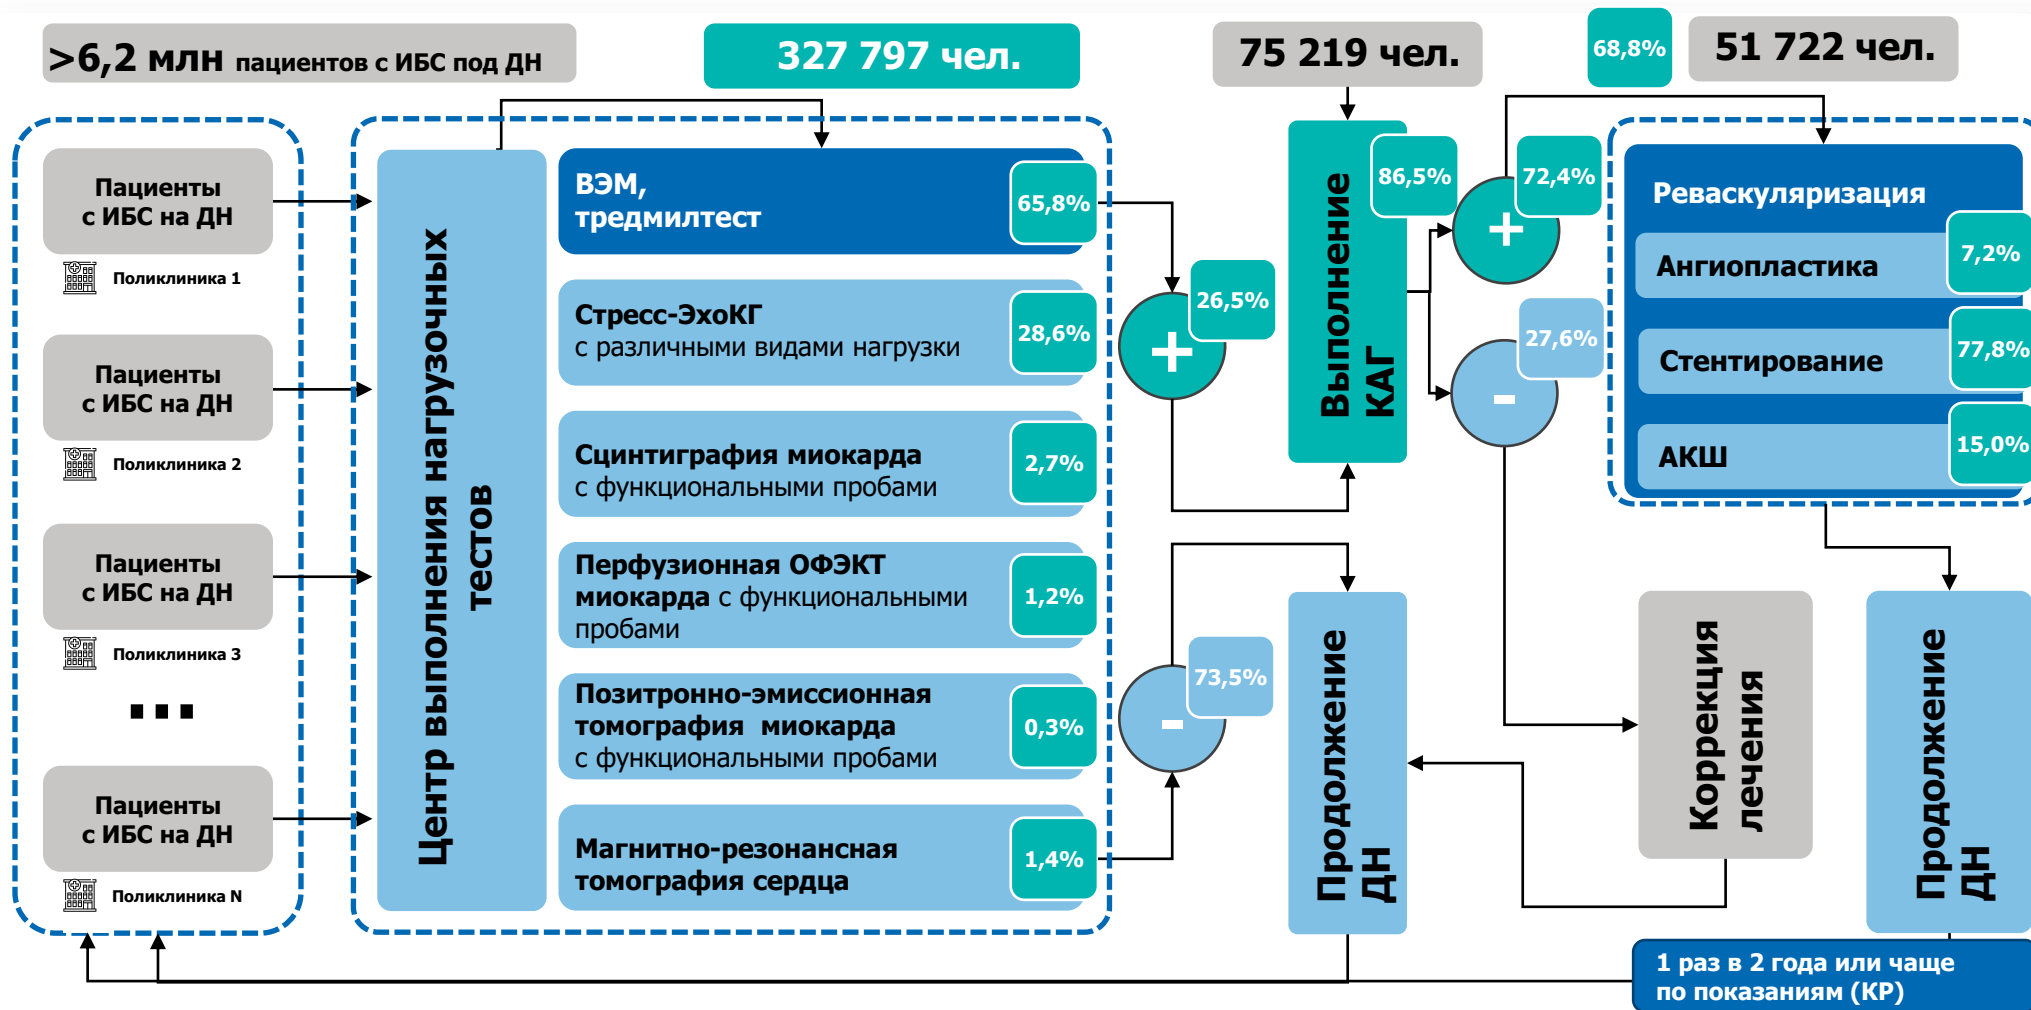 >6,2 млн пациентов с ИБС под ДН
327 797 чел.
75 219 чел.
68,8%
51 722 чел.
Пациенты
с ИБС на ДН
Поликлиника 1
Пациенты
с ИБС на ДН
Поликлиника 2
Пациенты
с ИБС на ДН
Поликлиника 3
...
Пациенты
с ИБС на ДН
Поликлиника N
Центр выполнения нагрузочных
тестов
ВЭМ,
тредмилтест
65,8%
Стресс-ЭхоКГ
с различными видами нагрузки
28,6%
Сцинтиграфия миокарда
с функциональными пробами
2,7%
Перфузионная ОФЭКТ
миокарда с функциональными
пробами
1,2%
Позитронно-эмиссионная
томография миокарда
с функциональными пробами
0,3%
Магнитно-резонансная
томография сердца
1,4%
+
26,5%
-
73,5%
Выполнение
КАГ
86,5%
Продолжение
ДН
+
72,4%
-
27,6%
Реваскуляризация
Ангиопластика
7,2%
Стентирование
77,8%
АКШ
15,0%
Коррекция
лечения
Продолжение
ДН
1 раз в 2 года или чаще
по показаниям (КР)